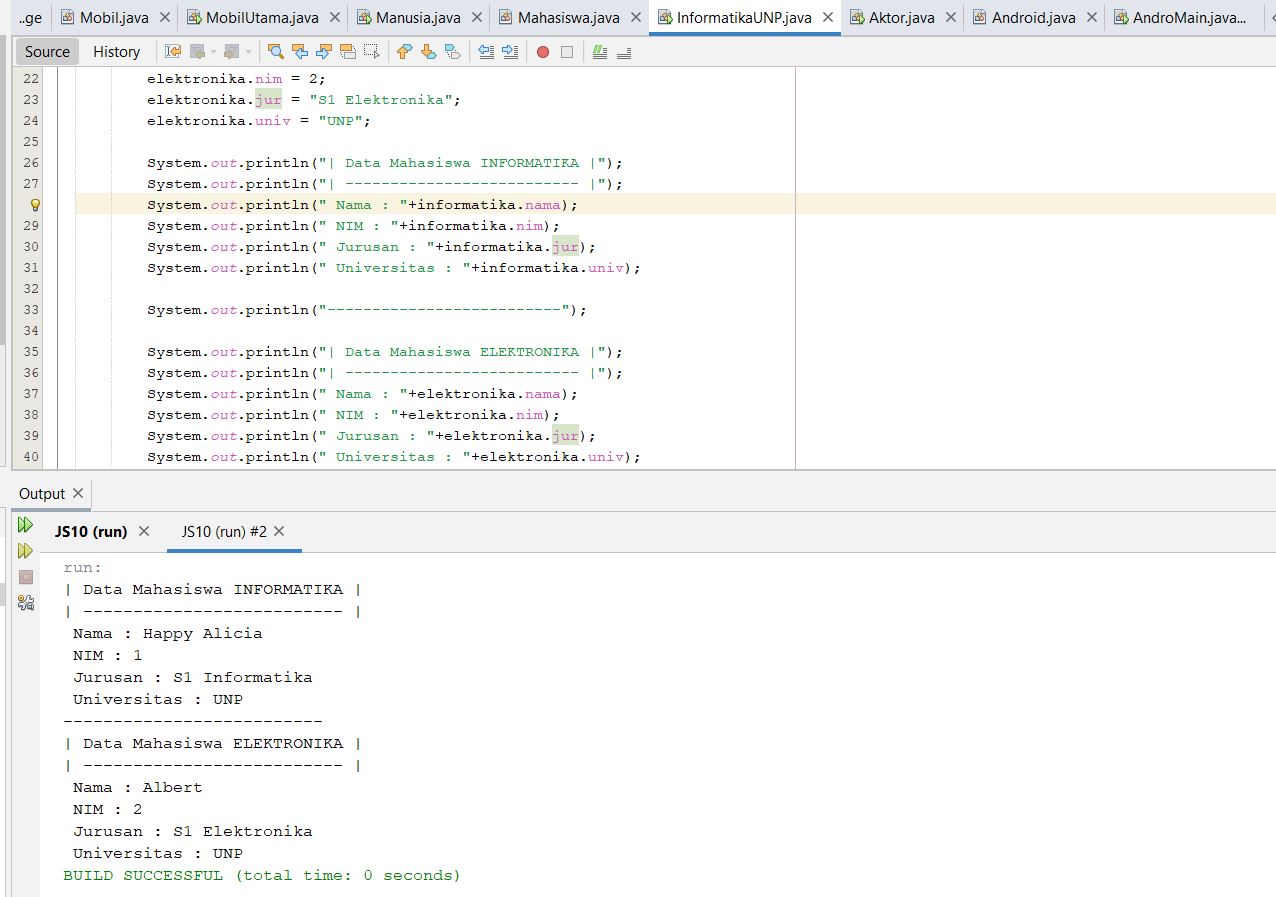 ..ge Mobil.java MobilUtama.java Manusia.java Mahasiswa.java InformatikaUNP.java Aktor.java Android.java AndroMain.java...
Source History
22 elektronika.nim = 2;
23 elektronika.jur = "S1 Elektronika";
24 elektronika.univ = "UNP";
25
26 System.out.println("| Data Mahasiswa INFORMATIKA |");
27 System.out.println("| -------------------------- |");
System.out.println(" Nama : "+informatika.nama);
29 System.out.println(" NIM : "+informatika.nim);
30 System.out.println(" Jurusan : "+informatika.jur);
31 System.out.println(" Universitas : "+informatika.univ);
32
33 System.out.println("--------------------------");
34
35 System.out.println("| Data Mahasiswa ELEKTRONIKA |");
36 System.out.println("| -------------------------- |");
37 System.out.println(" Nama : "+elektronika.nama);
38 System.out.println(" NIM : "+elektronika.nim);
39 System.out.println(" Jurusan : "+elektronika.jur);
40 System.out.println(" Universitas : "+elektronika.univ);
Output
JS10 (run) JS10 (run) #2
run:
| Data Mahasiswa INFORMATIKA |
| -------------------------- |
Nama : Happy Alicia
NIM : 1
Jurusan : S1 Informatika
Universitas : UNP
--------------------------
| Data Mahasiswa ELEKTRONIKA |
| -------------------------- |
Nama : Albert
NIM : 2
Jurusan : S1 Elektronika
Universitas : UNP
BUILD SUCCESSFUL (total time: 0 seconds)